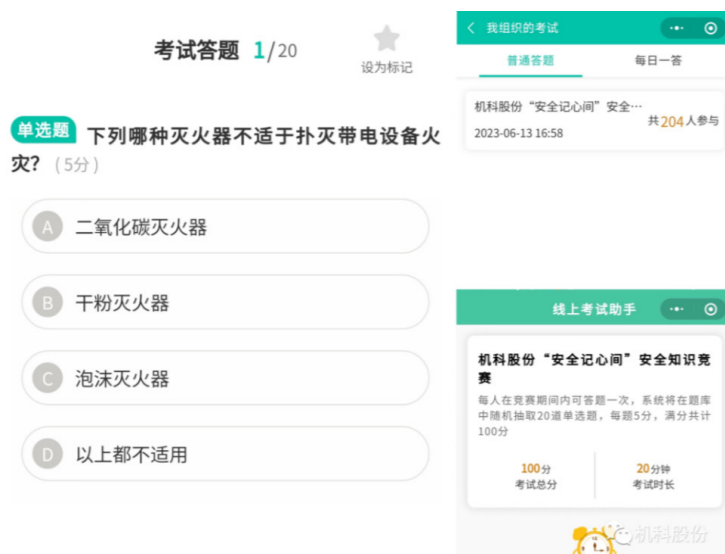 考试答题 1/20
设为标记
单选题 下列哪种灭火器不适于扑灭带电设备火
灾？（5分）
A 二氧化碳灭火器
B 干粉灭火器
C 泡沫灭火器
D 以上都不适用
我组织的考试
普通答题 每日一答
机科股份“安全记心间”安全…
共204人参与
2023-06-13 16:58
线上考试助手
机科股份“安全记心间”安全知识竞
赛
每人在竞赛期间内可答题一次，系统将在题库
中随机抽取20道单选题，每题5分，满分共计
100分
100分 20分钟
考试总分 考试时长
机科股份